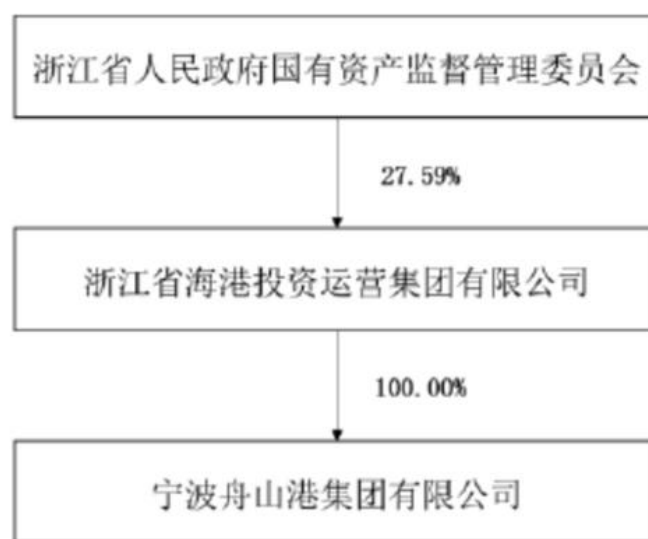 浙江省人民政府国有资产监督管理委员会
27.59%
浙江省海港投资运营集团有限公司
100.00%
宁波舟山港集团有限公司